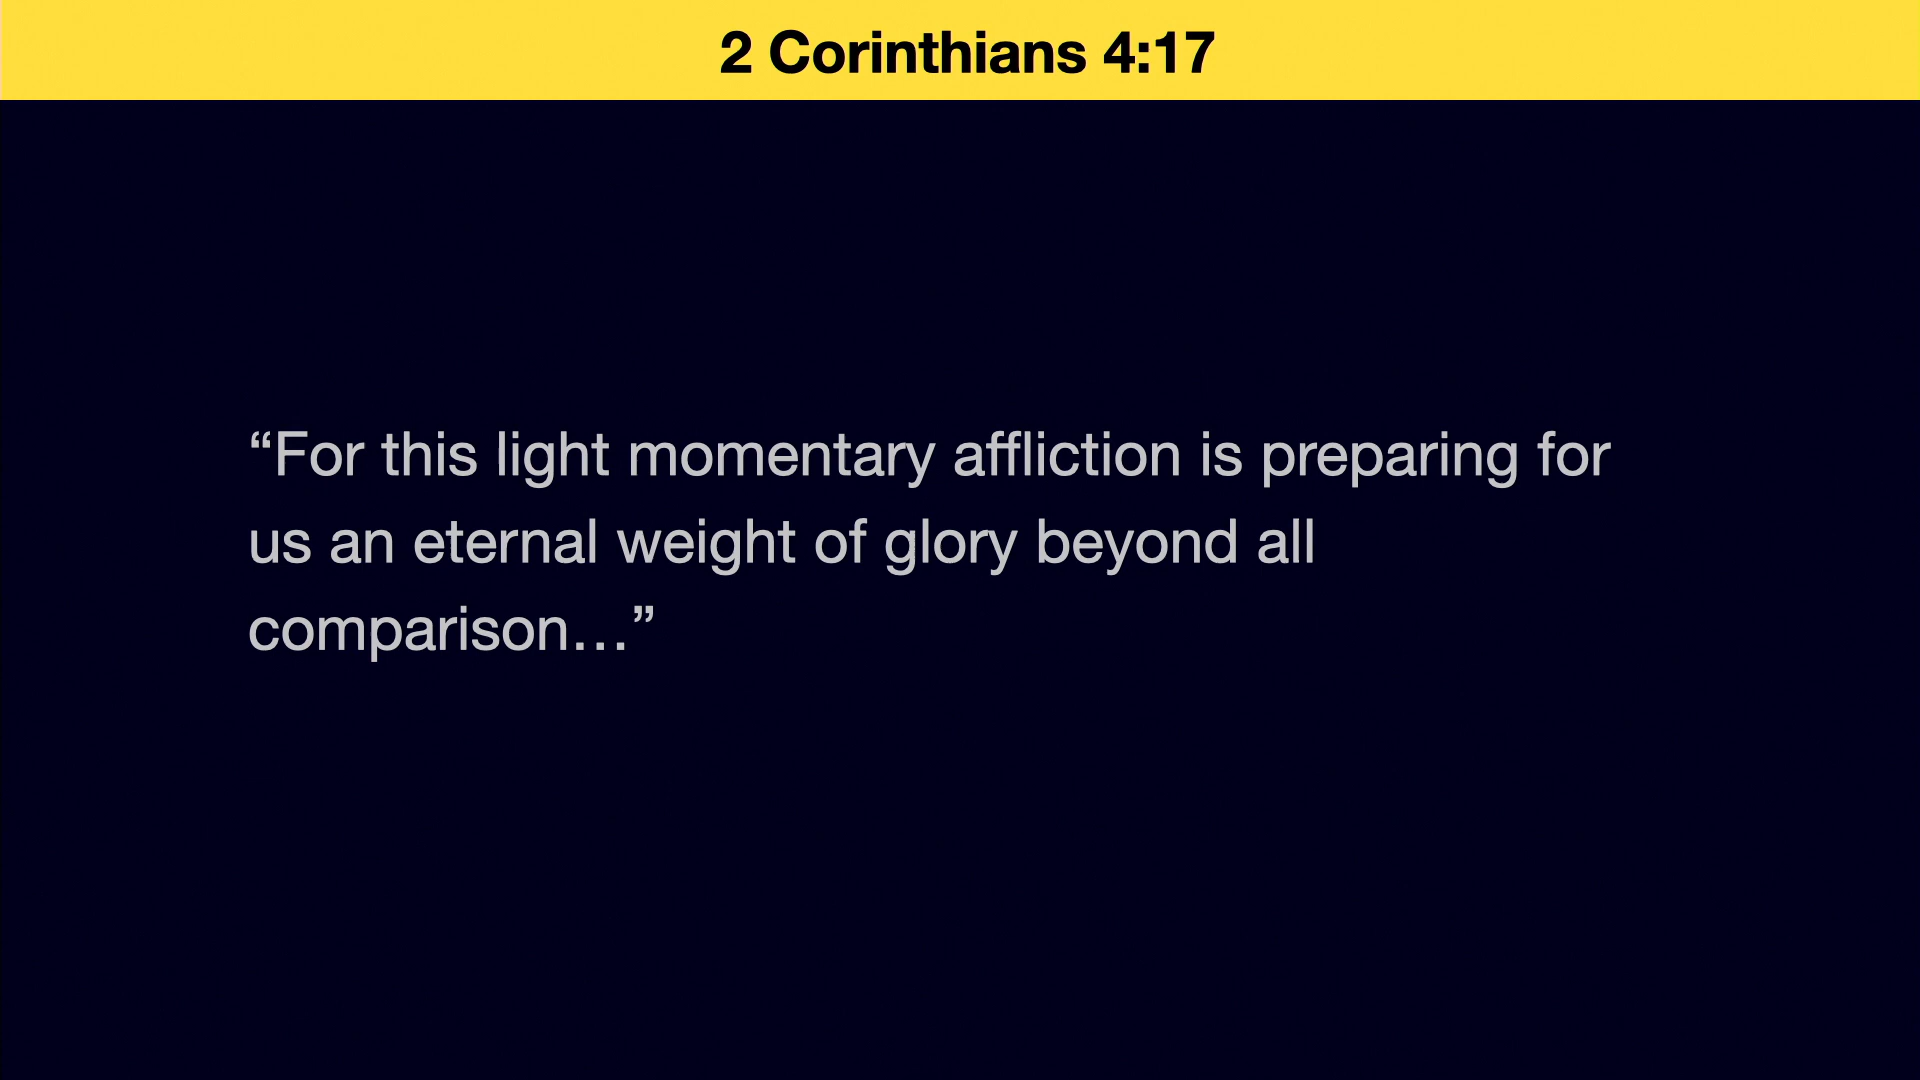 2 Corinthians 4:17
“For this light momentary affliction is preparing for
us an eternal weight of glory beyond all
comparison…”